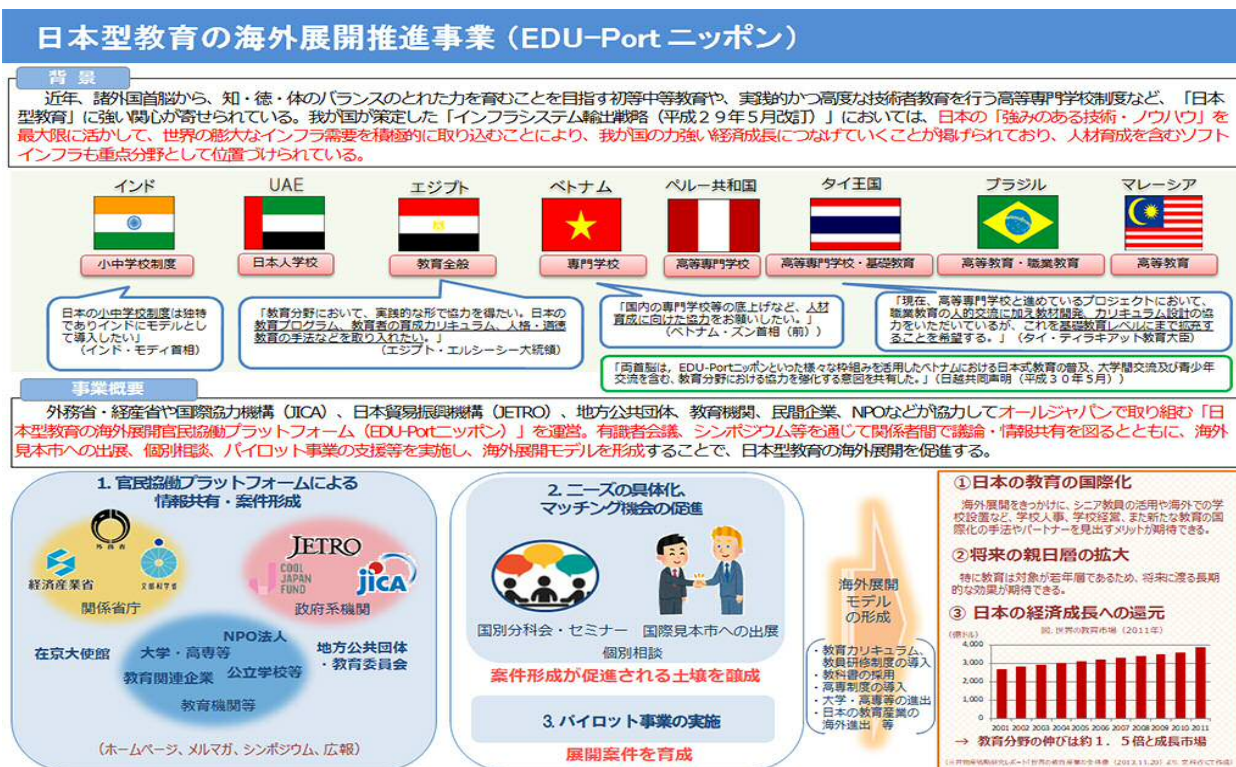 日本型教育の海外展開推進事業(EDU-Port ニッポン)
背 景
近年、諸外国首脳から、知・徳・体のバランスのとれた力を育むことを目指す初等中等教育や、実践的かつ高度な技術者教育を行う高等専門学校制度など、「日本
型教育」に強い関心が寄せられている。我が国が策定した「インフラシステム輸出戦略(平成29年5月改訂)」においては、日本の「強みのある技術・ノウハウ」を
最大限に活かして、世界の膨大なインフラ需要を積極的に取り込むことにより、我が国の力強い経済成長につなげていくことが掲げられており、人材育成を含むソフト
インフラも重点分野として位置づけられている。
インド
UAE
エジプト
ベトナム
ペルー共和国
タイ王国
ブラジル
マレーシア
小中学校制度
日本人学校
教育全般
専門学校
高等専門学校
高等専門学校・基礎教育
高等教育・職業教育
高等教育
日本の小中学校制度は独特
でありインドにモデルとし
て導入したい」
(インド・モディ首相)
「教育分野において、実践的な形で協力を得たい。日本の
教育プログラム、教育者の育成カリキュラム、人格・道徳
教育の手法などを取り入れたい。」
(エジプト・エルシーシー大統領)
「国内の専門学校等の底上げなど、人材
育成に向けた協力をお願いしたい。」
(ベトナム・ズン首相(前))
「現在、高等専門学校と進めているプロジェクトにおいて、
職業教育の人的交流に加え教材開発、カリキュラム設計の協
力をいただいているが、これを基礎教育レベルにまで拡充す
ることを希望する。」(タイ・ティラキアット教育大臣)
「両首脳は、EDU-Portニッポンといった様々な枠組みを活用したベトナムにおける日本式教育の普及、大学間交流及び青少年
交流を含む、教育分野における協力を強化する意図を共有した。」(日越共同声明(平成30年5月))
事業概要
外務省・経産省や国際協力機構(JICA)、日本貿易振興機構(JETRO)、地方公共団体、教育機関、民間企業、NPOなどが協力してオールジャパンで取り組む「日
本型教育の海外展開官民協働プラットフォーム(EDU-Portニッポン)」を運営。有識者会議、シンポジウム等を通じて関係者間で議論・情報共有を図るとともに、海外
見本市への出展、個別相談、パイロット事業の支援等を実施し、海外展開モデルを形成することで、日本型教育の海外展開を促進する。
1. 官民協働プラットフォームによる
情報共有・案件形成
外務省
経済産業省
文部科学省
関係省庁
JETRO
COOL
JAPAN
FUND
jica
政府系機関
在京大使館
NPO法人
大学・高専等
教育関連企業
公立学校等
教育機関等
地方公共団体
・教育委員会
(ホームページ、メルマガ、シンポジウム、広報)
2. ニーズの具体化、
マッチング機会の促進
国別分科会・セミナー
国際見本市への出展
個別相談
案件形成が促進される土壌を醸成
3. パイロット事業の実施
展開案件を育成
海外展開
モデル
の形成
・教育カリキュラム、
教員研修制度の導入
・教科書の採用
・高専制度の導入
・大学・高専等の進出
・日本の教育産業の
海外進出 等
①日本の教育の国際化
海外展開をきっかけに、シニア教員の活用や海外での学
校設置など、学校人事、学校経営、また新たな教育の国
際化の手法やパートナーを見出すメリットが期待できる。
②将来の親日層の拡大
特に教育は対象が若年層であるため、将来に渡る長期
的な効果が期待できる。
③ 日本の経済成長への還元
(億ドル)
図. 世界の教育市場(2011年)
4,000
3,000
2,000
1,000
0
2001 2002 2003 2004 2005 2006 2007 2008 2009 2010 2011
→ 教育分野の伸びは約1.5倍と成長市場